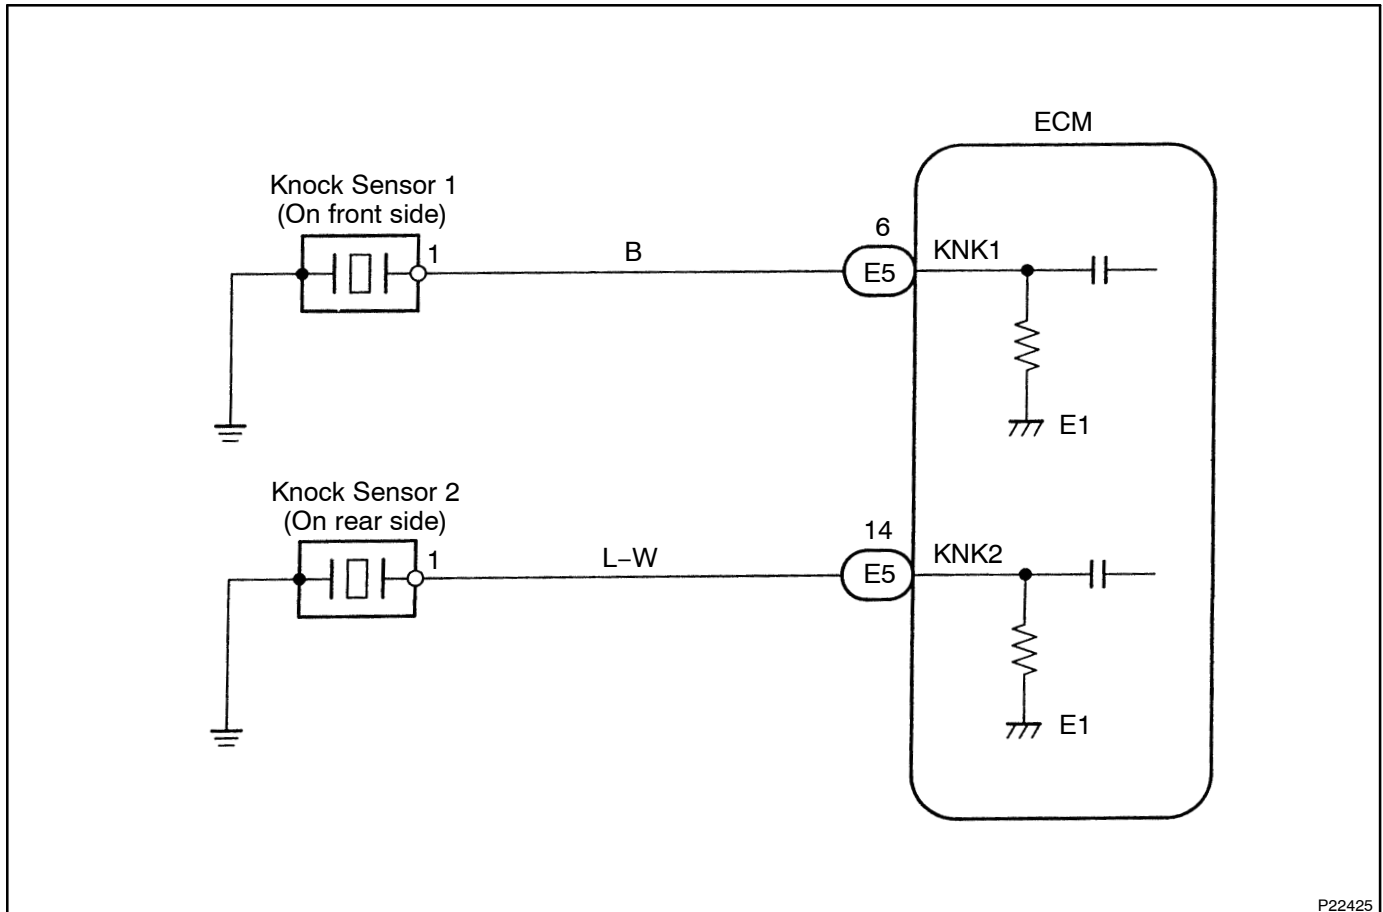 ECM
Knock Sensor 1
(On front side)
1
B
6
E5
KNK1
E1
Knock Sensor 2
(On rear side)
1
L–W
14
E5
KNK2
E1
P22425